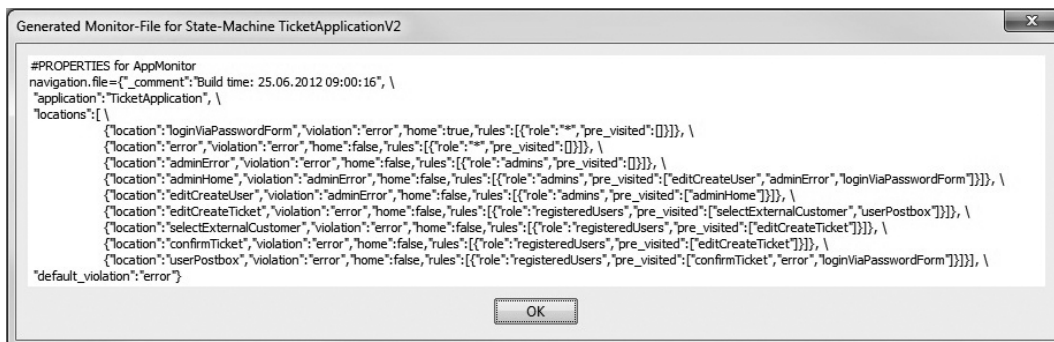 Generated Monitor-File for State-Machine TicketApplicationV2
x
#PROPERTIES for AppMonitor
navigation.file={"_comment":"Build time: 25.06.2012 09:00:16", \
"application":"TicketApplication", \
"locations":[ \
{"location":"loginViaPasswordForm","violation":"error","home":true,"rules":[{"role":"*","pre_visited":[]}]}, \
{"location":"error","violation":"error","home":false,"rules":[{"role":"*","pre_visited":[]}]}, \
{"location":"adminError","violation":"error","home":false,"rules":[{"role":"admins","pre_visited":[]}]}, \
{"location":"adminHome","violation":"adminError","home":false,"rules":[{"role":"admins","pre_visited":["editCreateUser","adminError","loginViaPasswordForm"]}]}, \
{"location":"editCreateUser","violation":"adminError","home":false,"rules":[{"role":"admins","pre_visited":["adminHome"]}]}, \
{"location":"editCreateTicket","violation":"error","home":false,"rules":[{"role":"registeredUsers","pre_visited":["selectExternalCustomer","userPostbox"]}]}, \
{"location":"selectExternalCustomer","violation":"error","home":false,"rules":[{"role":"registeredUsers","pre_visited":["editCreateTicket"]}]}, \
{"location":"confirmTicket","violation":"error","home":false,"rules":[{"role":"registeredUsers","pre_visited":["editCreateTicket"]}]}, \
{"location":"userPostbox","violation":"error","home":false,"rules":[{"role":"registeredUsers","pre_visited":["confirmTicket","error","loginViaPasswordForm"]}]}], \
"default_violation":"error"}
OK